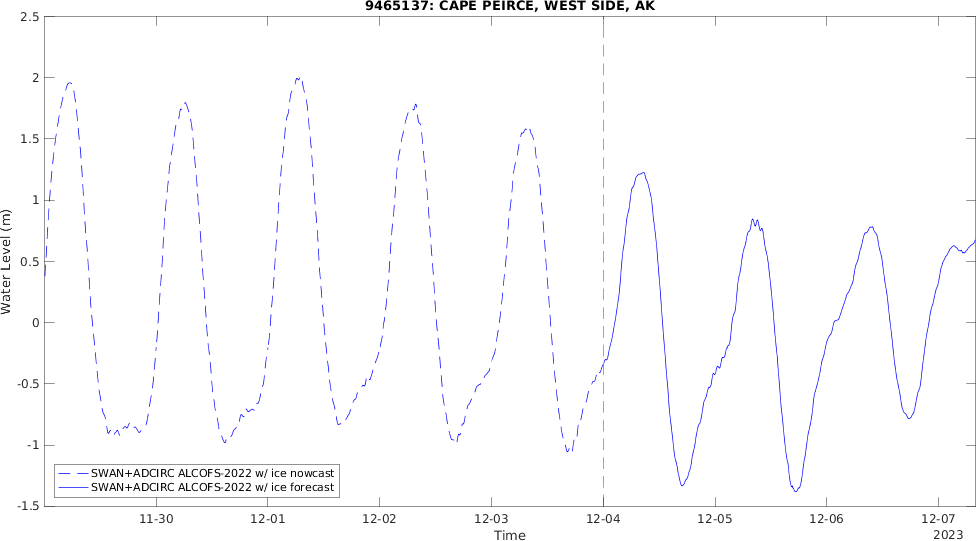 9465137: CAPE PEIRCE, WEST SIDE, AK
2.5
2
1.5
1
0.5
0
-0.5
-1
-1.5
Water Level (m)
SWAN+ADCIRC ALCOFS-2022 w/ ice nowcast
SWAN+ADCIRC ALCOFS-2022 w/ ice forecast
11-30 12-01 12-02 12-03 12-04 12-05 12-06 12-07
Time 2023